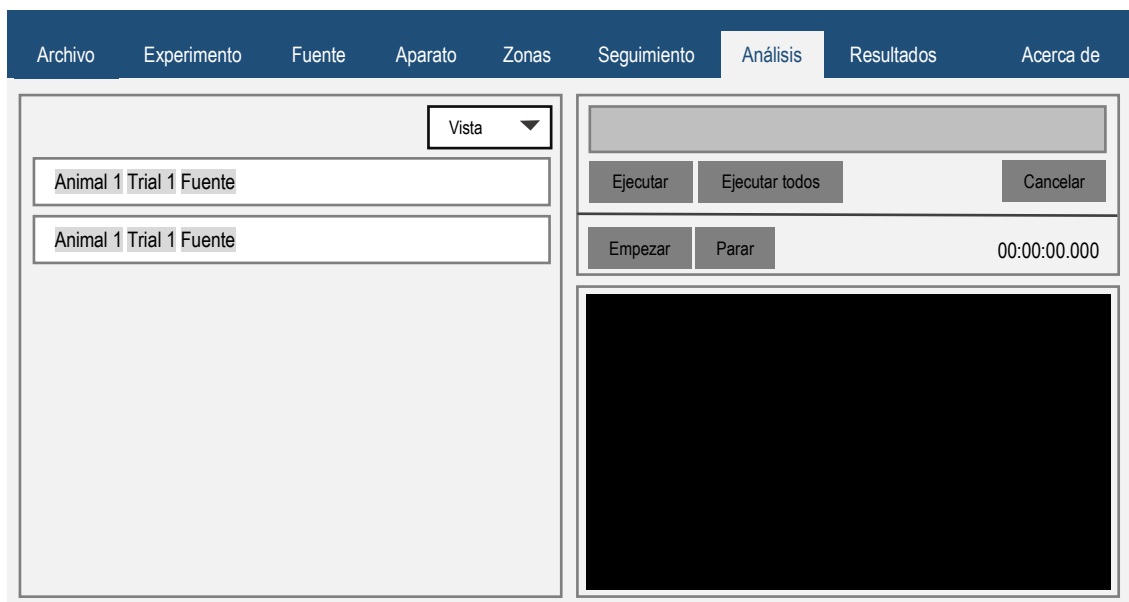 Archivo Experimento Fuente Aparato Zonas Seguimiento Análisis Resultados Acerca de
Vista
Animal 1 Trial 1 Fuente
Animal 1 Trial 1 Fuente
Ejecutar Ejecutar todos Cancelar
Empezar Parar 00:00:00.000